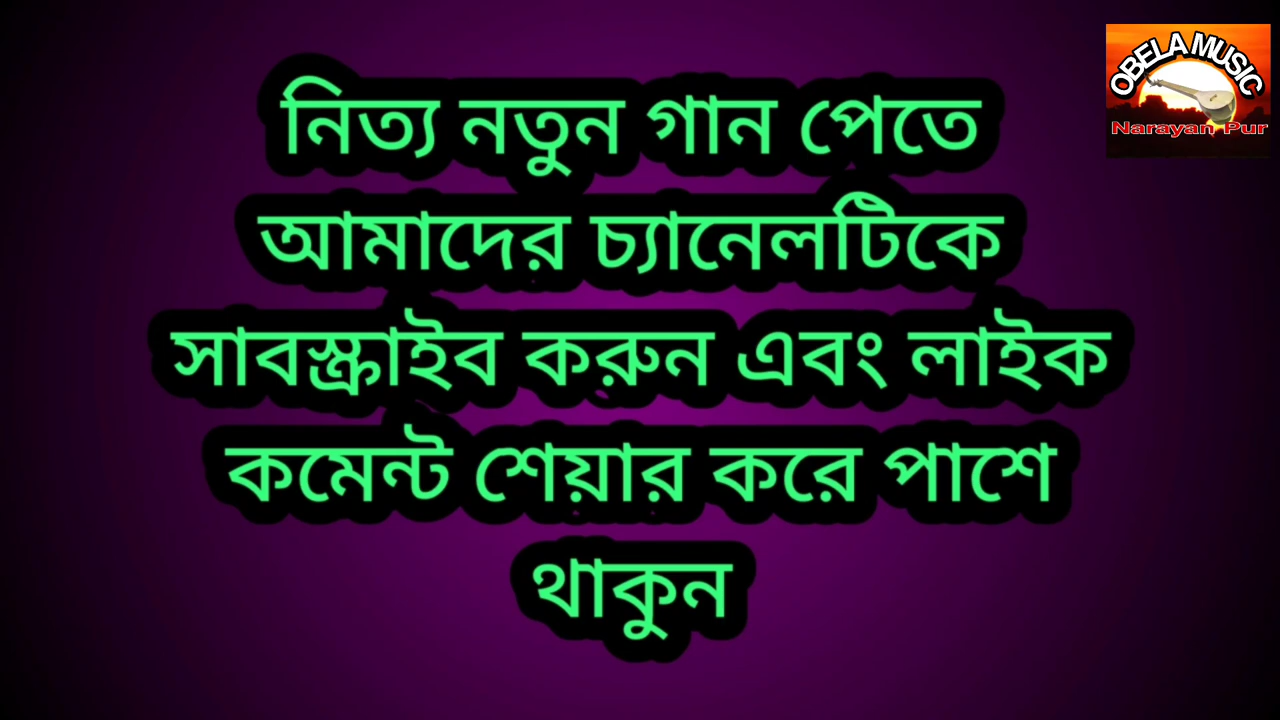 OBELA MUSIC
Narayan Pur
নিত্য নতুন গান পেতে
আমাদের চ্যানেলটিকে
সাবস্ক্রাইব করুন এবং লাইক
কমেন্ট শেয়ার করে পাশে
থাকুন